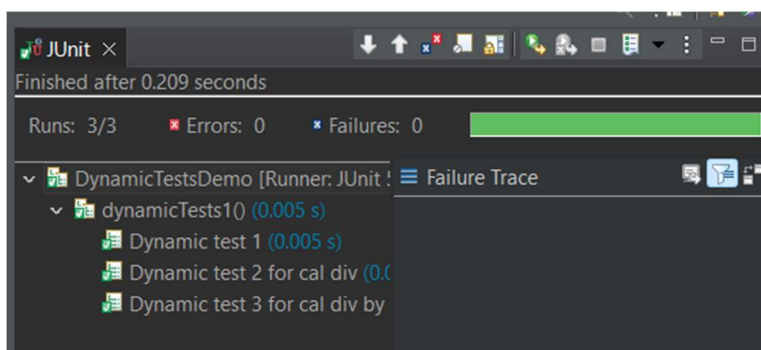 JUnit
Finished after 0.209 seconds
Runs: 3/3 Errors: 0 Failures: 0
DynamicTestsDemo [Runner: JUnit
Failure Trace
dynamicTests1() (0.005 s)
Dynamic test 1 (0.005 s)
Dynamic test 2 for cal div (0.0
Dynamic test 3 for cal div by